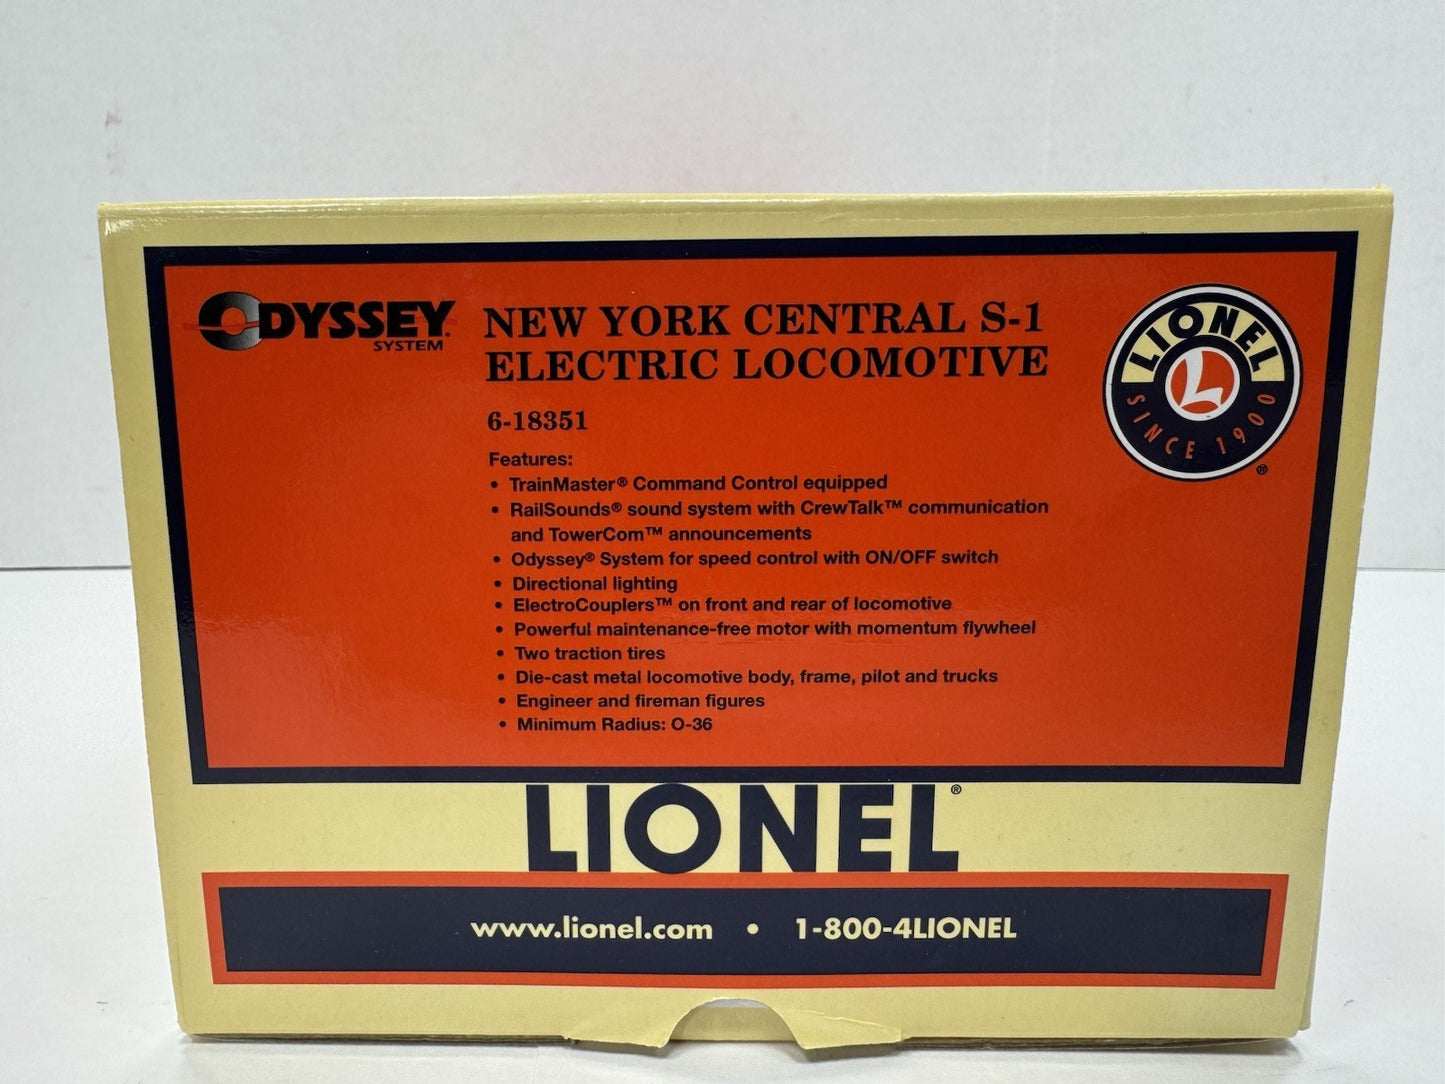 ODYSSEY®
SYSTEM
NEW YORK CENTRAL S-1
ELECTRIC LOCOMOTIVE
6-18351
LIONEL
L
SINCE 1900
®
Features:
• TrainMaster® Command Control equipped
• RailSounds® sound system with CrewTalk™ communication
and TowerCom™ announcements
• Odyssey® System for speed control with ON/OFF switch
• Directional lighting
• ElectroCouplers™ on front and rear of locomotive
• Powerful maintenance-free motor with momentum flywheel
• Two traction tires
• Die-cast metal locomotive body, frame, pilot and trucks
• Engineer and fireman figures
• Minimum Radius: O-36
LIONEL®
www.lionel.com • 1-800-4LIONEL